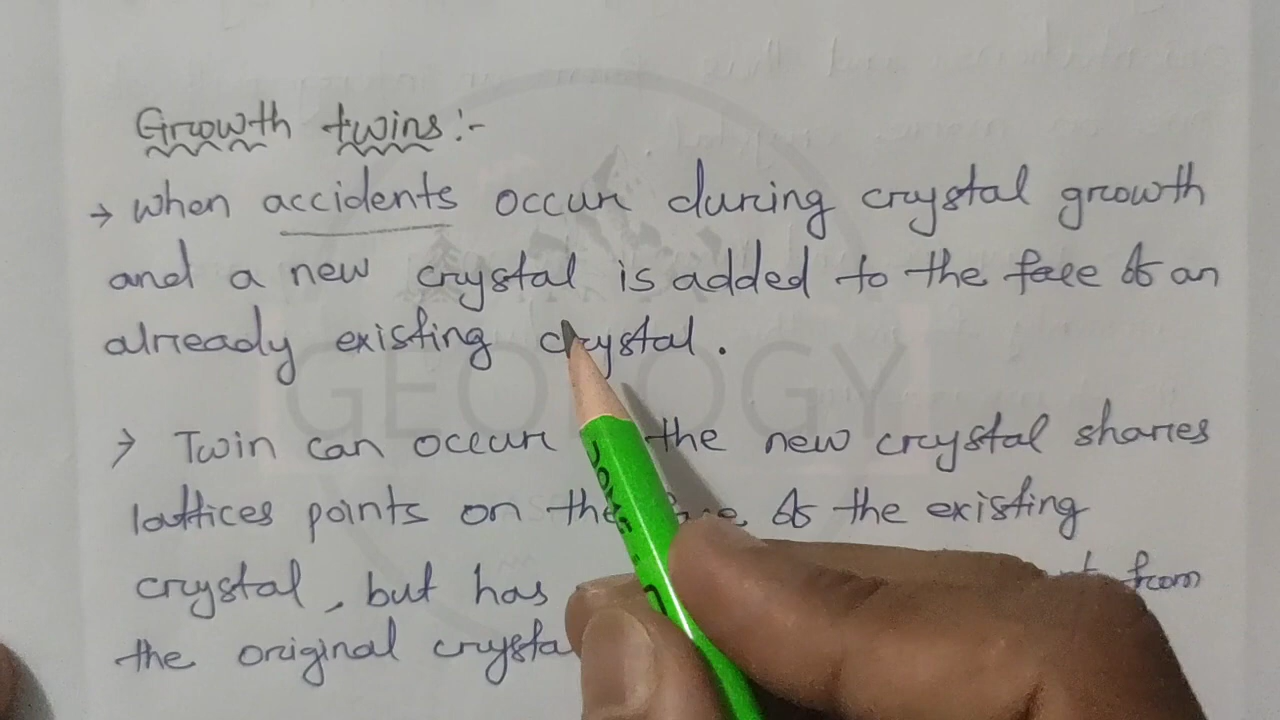 Growth twins:-
→ when accidents occur during crystal growth
and a new crystal is added to the face of an
already existing crystal.
→ Twin can occur the new crystal shares
lattices points on the of the existing
crystal, but has from
the original
GEOLOGY